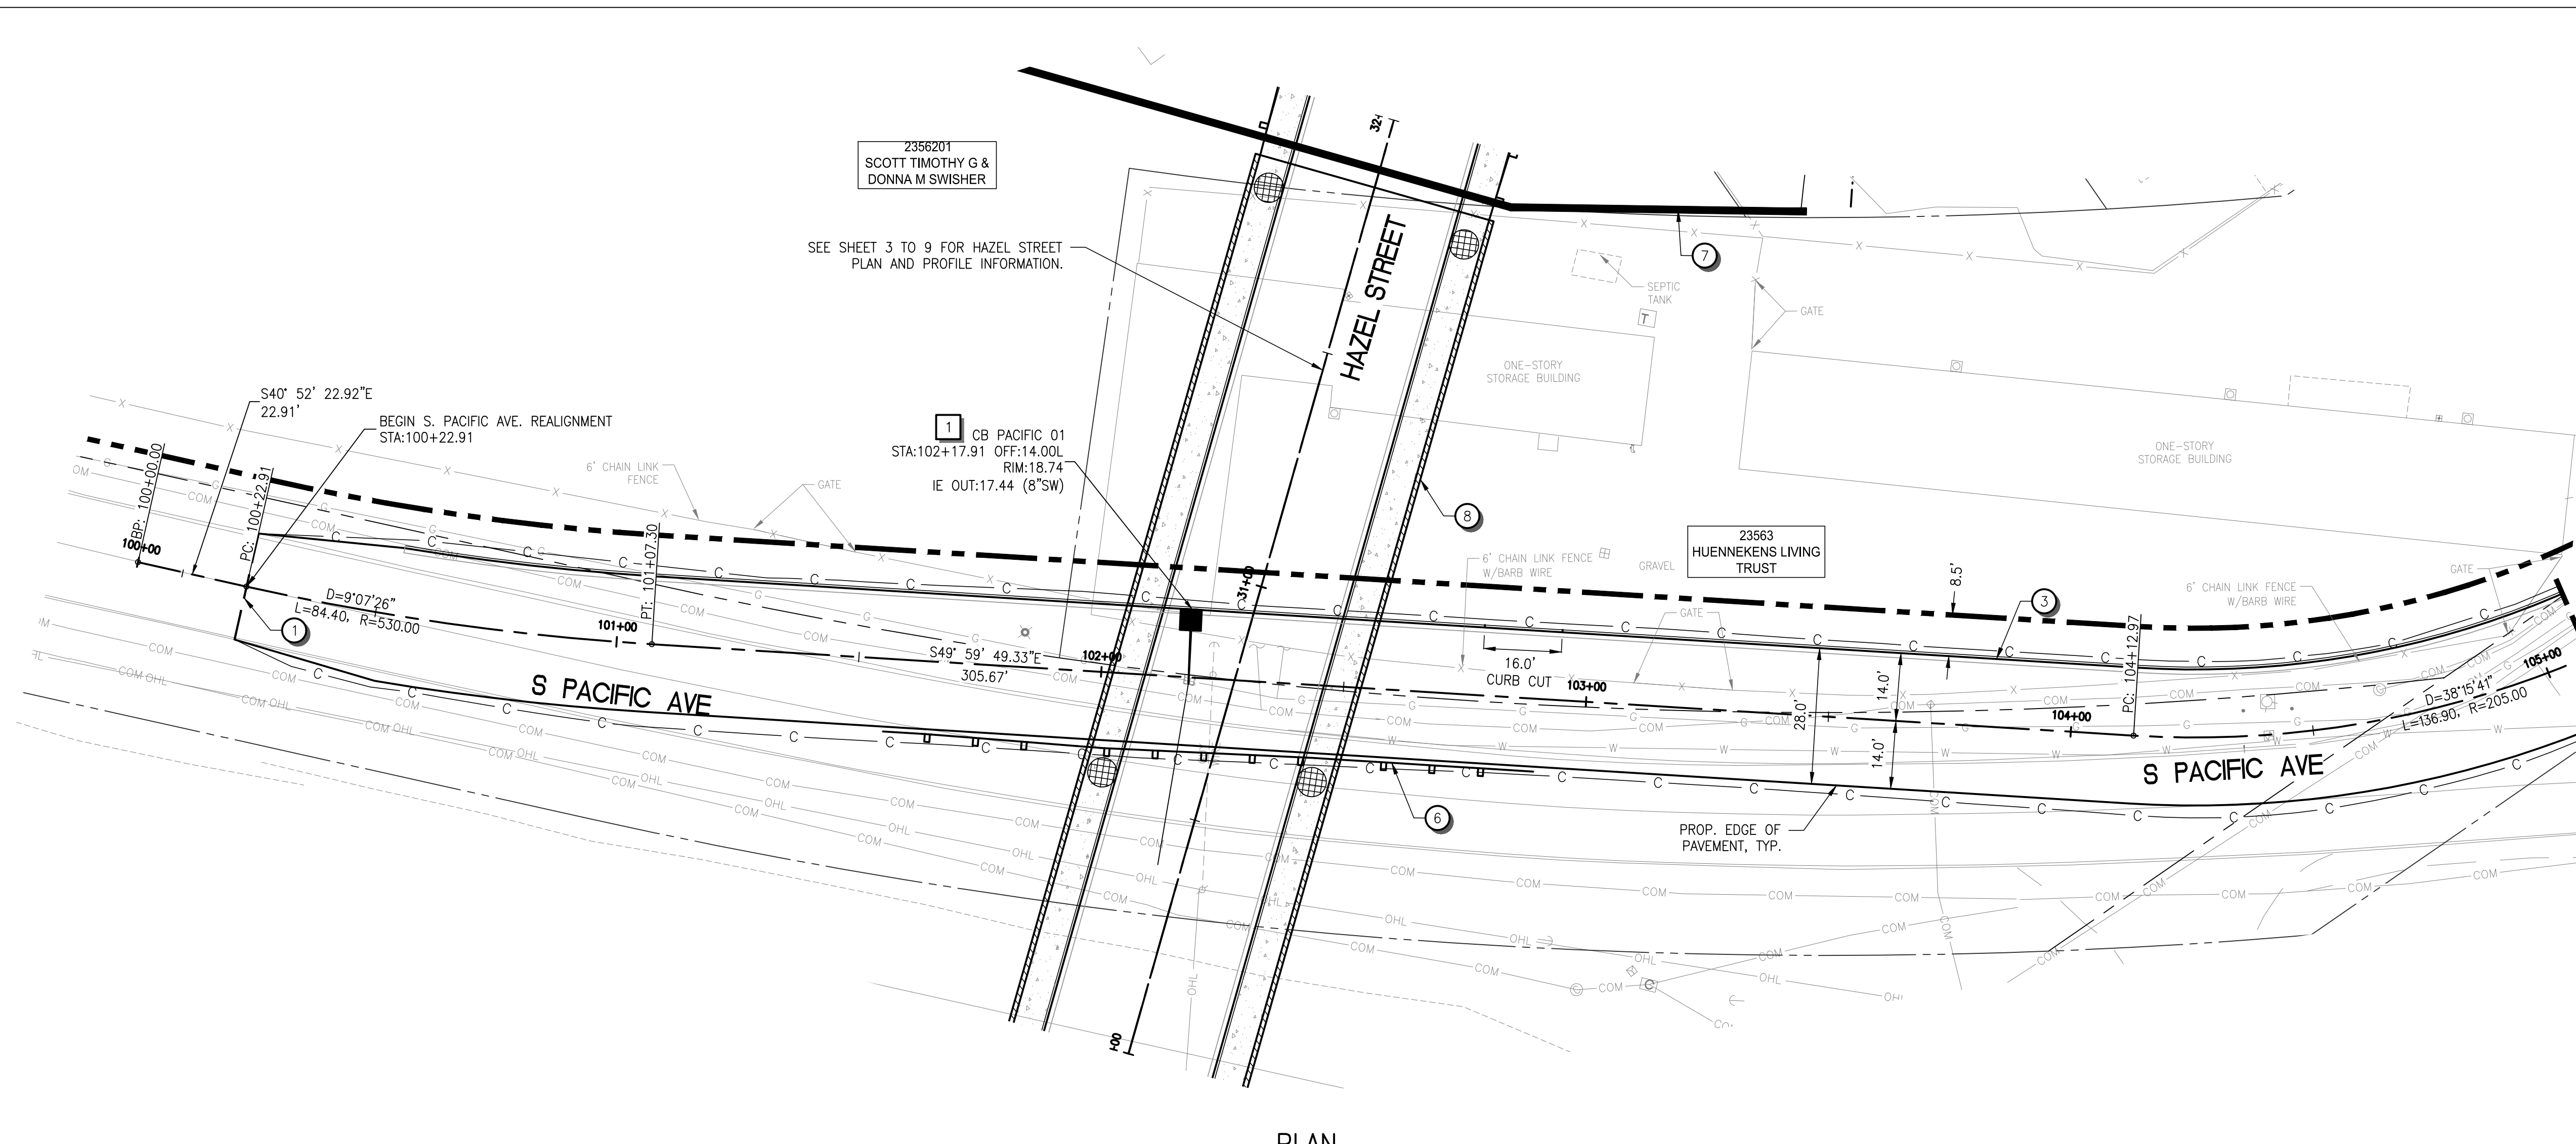 2356201
SCOTT TIMOTHY G &
DONNA M SWISHER
SEE SHEET 3 TO 9 FOR HAZEL STREET
PLAN AND PROFILE INFORMATION.
32+
HAZEL STREET
7
SEPTIC
TANK
T
GATE
ONE-STORY
STORAGE BUILDING
ONE-STORY
STORAGE BUILDING
S40° 52' 22.92"E
22.91'
BEGIN S. PACIFIC AVE. REALIGNMENT
STA:100+22.91
1
CB PACIFIC 01
STA:102+17.91 OFF:14.00L
RIM:18.74
IE OUT:17.44 (8"SW)
6' CHAIN LINK
FENCE
GATE
8
BP: 100+00.00
100+00
PC: 100+22.91
D=9°07'26"
L=84.40, R=530.00
1
101+00
PT: 101+07.30
S49° 59' 49.33"E
305.67'
102+00
31+00
6' CHAIN LINK FENCE
W/BARB WIRE
GRAVEL
23563
HUENNEKENS LIVING
TRUST
8.5'
3
6' CHAIN LINK FENCE
W/BARB WIRE
GATE
GATE
16.0'
CURB CUT
103+00
28.0'
14.0'
14.0'
104+00
PC: 104+12.97
105+00
D=38°15'41"
L=136.90, R=205.00
S PACIFIC AVE
S PACIFIC AVE
6
PROP. EDGE OF
PAVEMENT, TYP.
+00
X
G
C
W
COM
OHL
PLAN